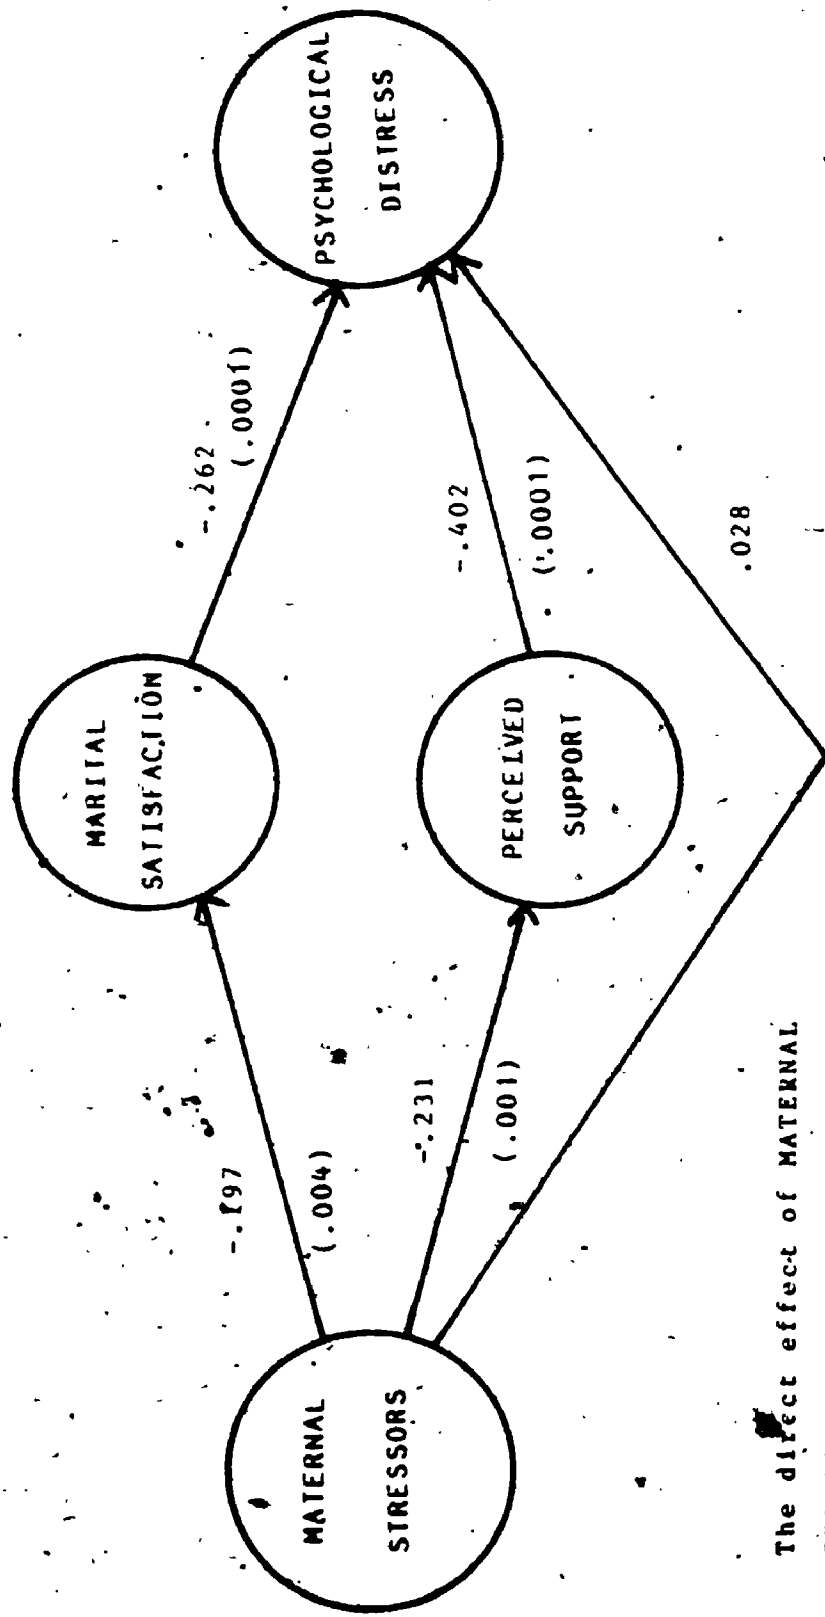 MARITAL
SATISFACTION
-.197
(.004)
-.262
(.0001)
MATERNAL
STRESSORS
PSYCHOLOGICAL
DISTRESS
-.231
(.001)
-.402
(.0001)
PERCEIVED
SUPPORT
.028
The direct effect of MATERNAL